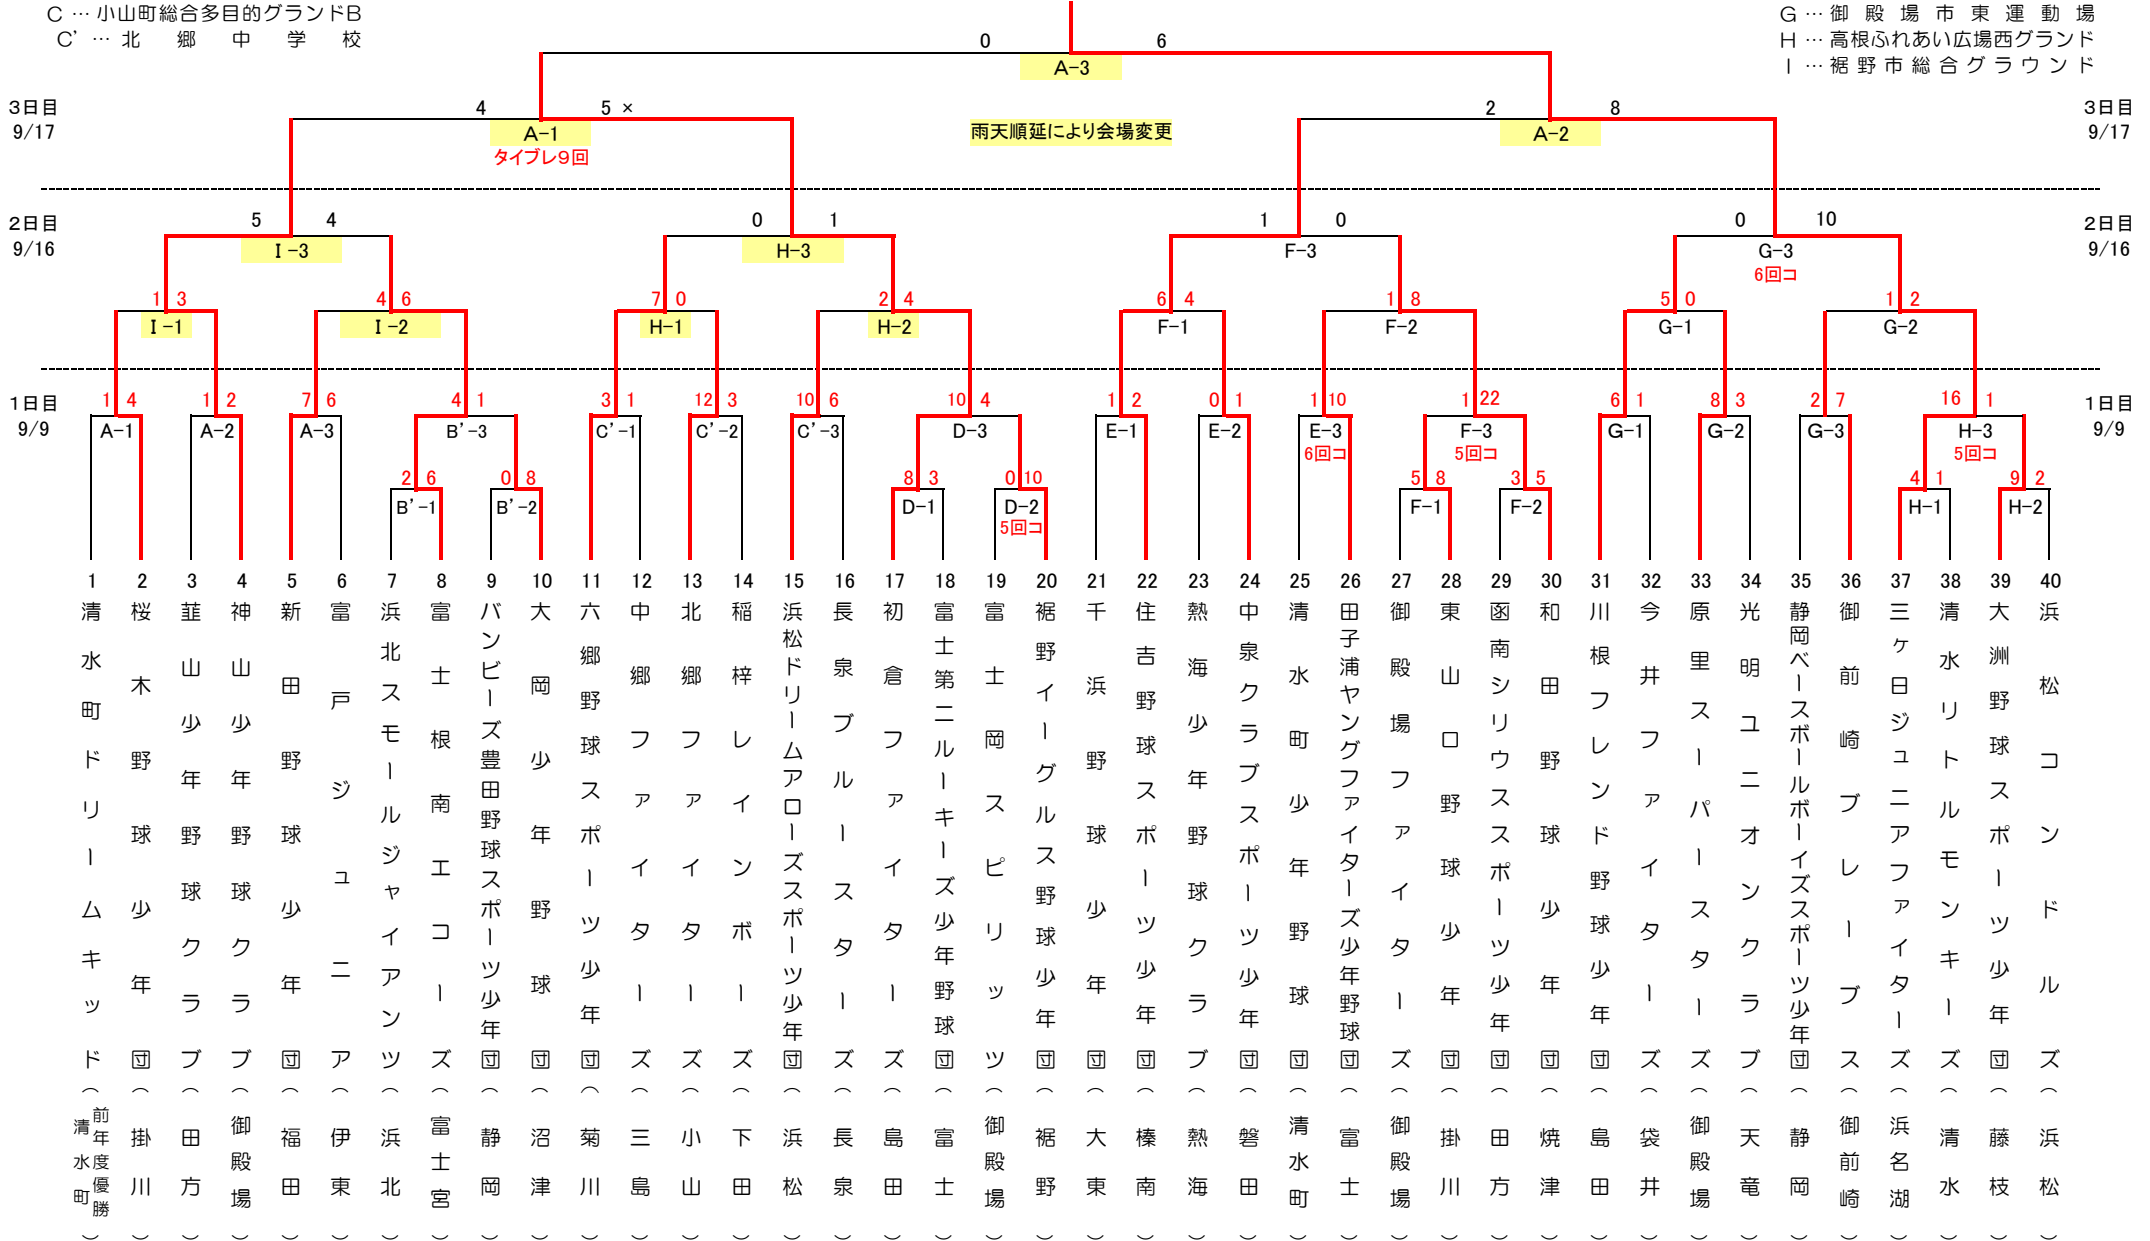 C … 小山町総合多目的グランドB
C’ … 北郷中学校
G … 御殿場市東運動場
H … 高根ふれあい広場西グランド
I … 裾野市総合グラウンド
0 6
A-3
3日目
9/17
4 5 ×
A-1
タイブレ9回
雨天順延により会場変更
2 8
A-2
3日目
9/17
2日目
9/16
5 4
I-3
0 1
H-3
1 0
F-3
0 10
G-3
6回コ
2日目
9/16
1 3
I-1
4 6
I-2
7 0
H-1
2 4
H-2
6 4
F-1
1 8
F-2
5 0
G-1
1 2
G-2
1日目
9/9
1 4
A-1
1 2
A-2
7 6
A-3
4 1
B’-3
3 1
C’-1
12 3
C’-2
10 6
C’-3
10 4
D-3
1 2
E-1
0 1
E-2
1 10
E-3
6回コ
1 22
F-3
5回コ
6 1
G-1
8 3
G-2
2 7
G-3
16 1
H-3
5回コ
1日目
9/9
2 6
B’-1
0 8
B’-2
8 3
D-1
0 10
D-2
5回コ
5 8
F-1
3 5
F-2
4 1
H-1
9 2
H-2
1 清水町ドリームキッド（前年度優勝 清水町）
2 桜木野球少年団（掛川）
3 韮山少年野球クラブ（田方）
4 神山少年野球クラブ（御殿場）
5 新田野球少年団（福田）
6 富戸ジュニア（伊東）
7 浜北スモールジャイアンツ（浜北）
8 富士根南エコーズ（富士宮）
9 バンビーズ豊田野球スポーツ少年団（静岡）
10 大岡少年野球団（沼津）
11 六郷野球スポーツ少年団（菊川）
12 中郷ファイターズ（三島）
13 北郷ファイターズ（小山）
14 稲梓レインボーズ（下田）
15 浜松ドリームアローズスポーツ少年団（浜松）
16 長泉ブルースターズ（長泉）
17 初倉ファイターズ（島田）
18 富士第二ルーキーズ少年野球団（富士）
19 富士岡スピリッツ（御殿場）
20 裾野イーグルス野球少年団（裾野）
21 千浜野球少年団（大東）
22 住吉野球スポーツ少年団（榛南）
23 熱海少年野球クラブ（熱海）
24 中泉クラブスポーツ少年団（磐田）
25 清水町少年野球団（清水町）
26 田子浦ヤングファイターズ少年野球団（富士）
27 御殿場ファイターズ（御殿場）
28 東山口野球少年団（掛川）
29 函南シリウススポーツ少年団（田方）
30 和田野球少年団（焼津）
31 川根フレンド野球少年団（島田）
32 今井ファイターズ（袋井）
33 原里スーパースターズ（御殿場）
34 光明ユニオンクラブ（天竜）
35 静岡ベースボールボーイズスポーツ少年団（静岡）
36 御前崎ブレーブス（御前崎）
37 三ヶ日ジュニアファイターズ（浜名湖）
38 清水リトルモンキーズ（清水）
39 大洲野球スポーツ少年団（藤枝）
40 浜松コンドルズ（浜松）